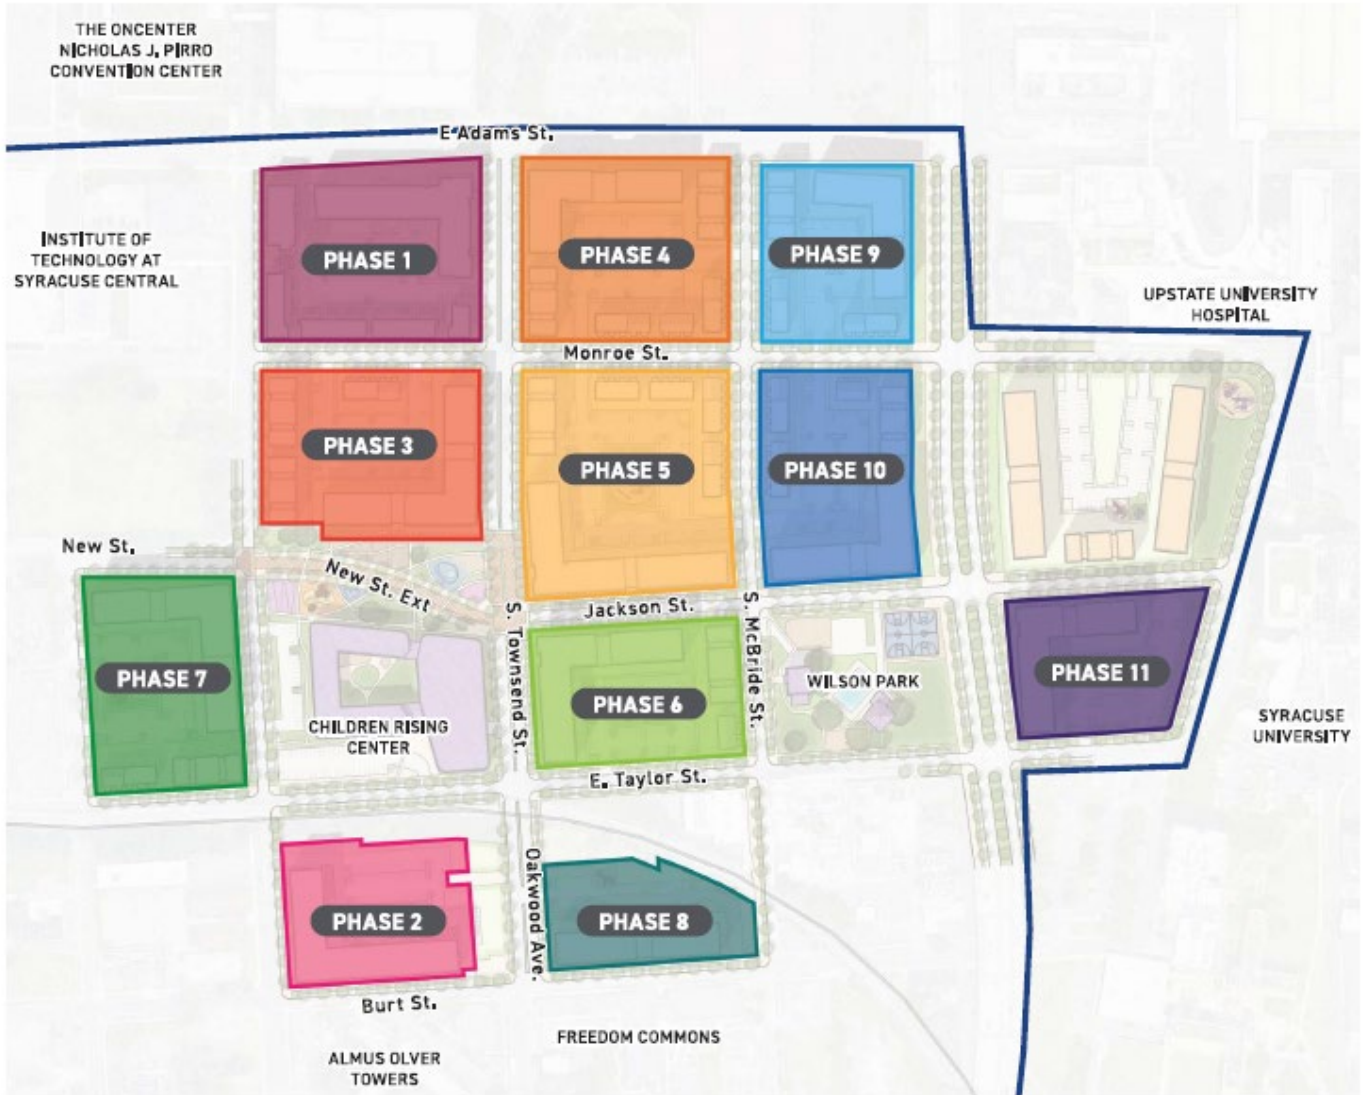 THE ONCENTER
NICHOLAS J. PIRRO
CONVENTION CENTER
E Adams St.
INSTITUTE OF
TECHNOLOGY AT
SYRACUSE CENTRAL
PHASE 1
PHASE 4
PHASE 9
UPSTATE UNIVERSITY
HOSPITAL
Monroe St.
PHASE 3
PHASE 5
PHASE 10
New St.
New St. Ext
Jackson St.
S. Townsend St.
S. McBride St.
PHASE 7
PHASE 6
WILSON PARK
PHASE 11
CHILDREN RISING
CENTER
SYRACUSE
UNIVERSITY
E. Taylor St.
Oakwood Ave.
PHASE 2
PHASE 8
Burt St.
FREEDOM COMMONS
ALMUS OLVER
TOWERS